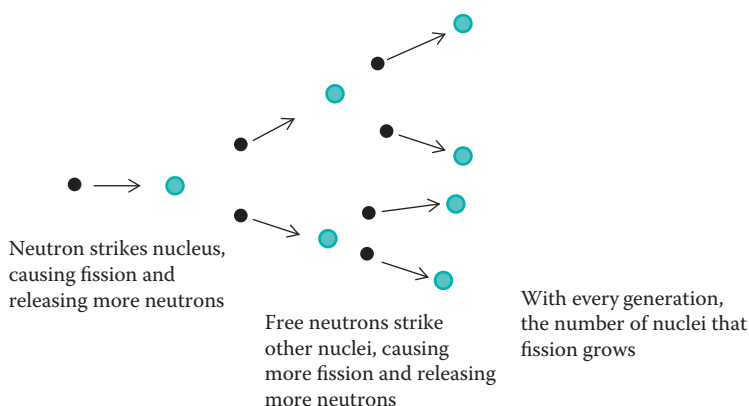 Neutron strikes nucleus,
causing fission and
releasing more neutrons
Free neutrons strike
other nuclei, causing
more fission and releasing
more neutrons
With every generation,
the number of nuclei that
fission grows